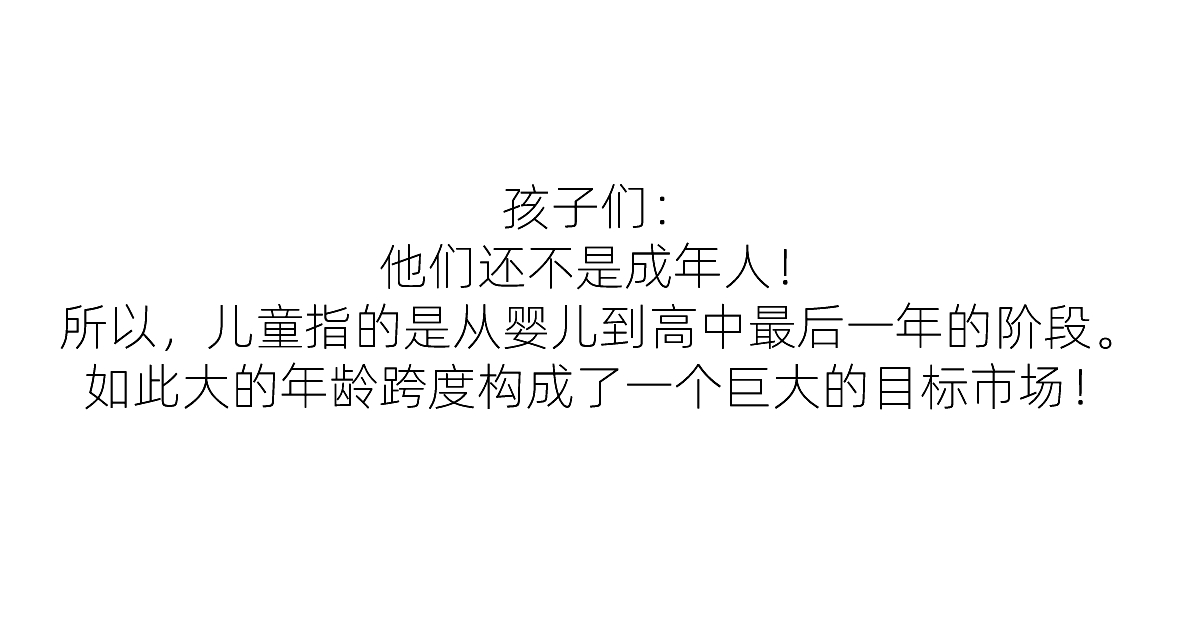 孩子们：
他们还不是成年人！
所以，儿童指的是从婴儿到高中最后一年的阶段。
如此大的年龄跨度构成了一个巨大的目标市场！